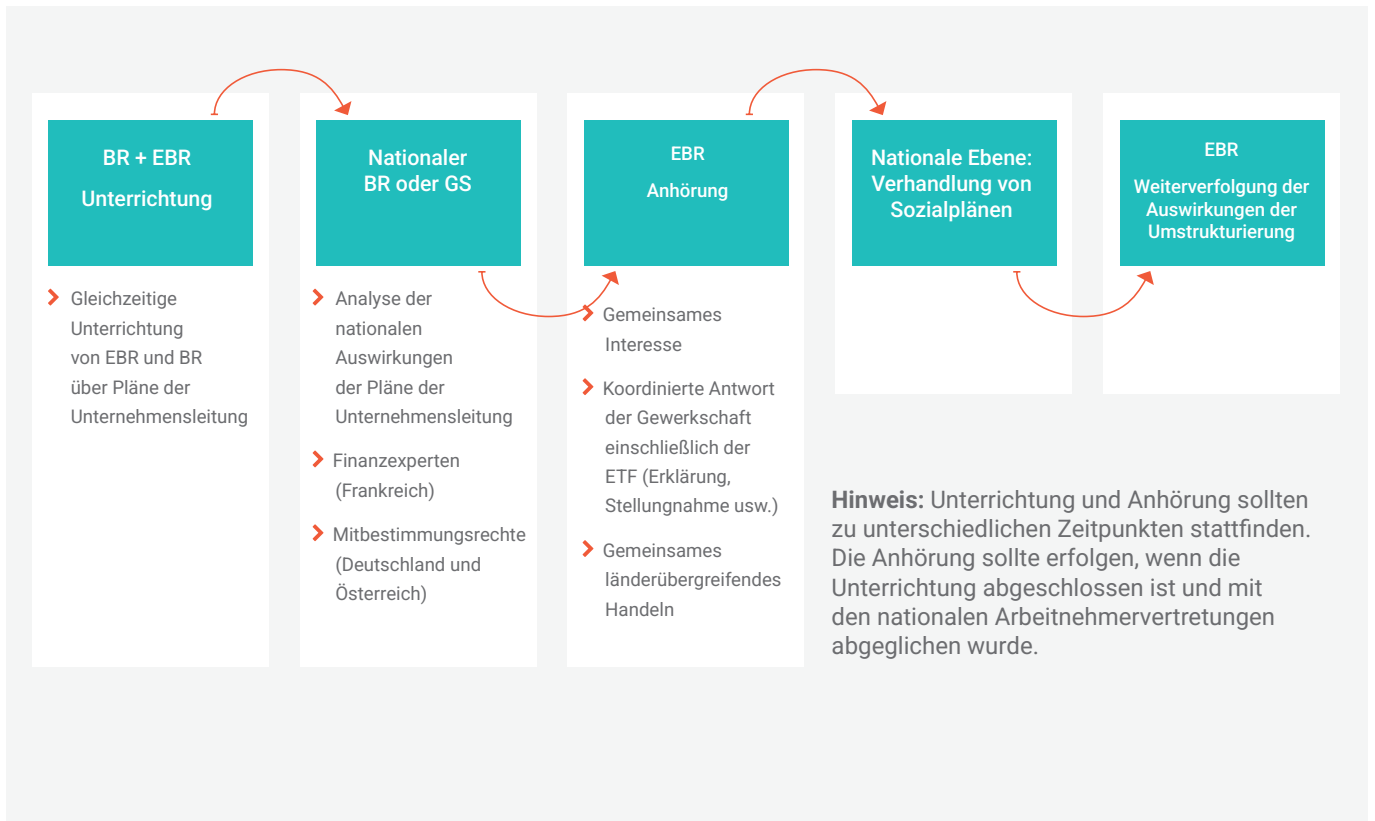 BR + EBR
Unterrichtung
Gleichzeitige
Unterrichtung
von EBR und BR
über Pläne der
Unternehmensleitung
Nationaler
BR oder GS
Analyse der
nationalen
Auswirkungen
der Pläne der
Unternehmensleitung
Finanzexperten
(Frankreich)
Mitbestimmungsrechte
(Deutschland und
Österreich)
EBR
Anhörung
Gemeinsames
Interesse
Koordinierte Antwort
der Gewerkschaft
einschließlich der
ETF (Erklärung,
Stellungnahme usw.)
Gemeinsames
länderübergreifendes
Handeln
Nationale Ebene:
Verhandlung von
Sozialplänen
EBR
Weiterverfolgung der
Auswirkungen der
Umstrukturierung
Hinweis: Unterrichtung und Anhörung sollten
zu unterschiedlichen Zeitpunkten stattfinden.
Die Anhörung sollte erfolgen, wenn die
Unterrichtung abgeschlossen ist und mit
den nationalen Arbeitnehmervertretungen
abgeglichen wurde.